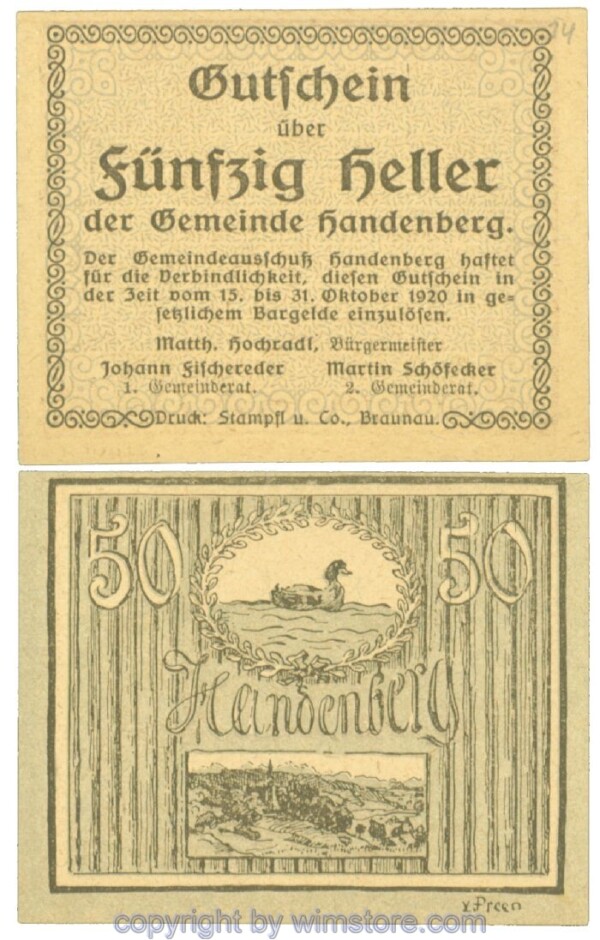 14
Gutschein
über
Fünfzig Heller
der Gemeinde Handenberg.
Der Gemeindeausschuß Handenberg haftet
für die Verbindlichkeit, diesen Gutschein in
der Zeit vom 15. bis 31. Oktober 1920 in ge-
setzlichem Bargelde einzulösen.
Matth. Hochradl, Bürgermeister
Johann Fischereder Martin Schöfecker
1. Gemeinderat. 2. Gemeinderat.
Druck: Stampfl u. Co., Braunau.
50 50
Handenberg
v Preen
copyright by wimstore.com